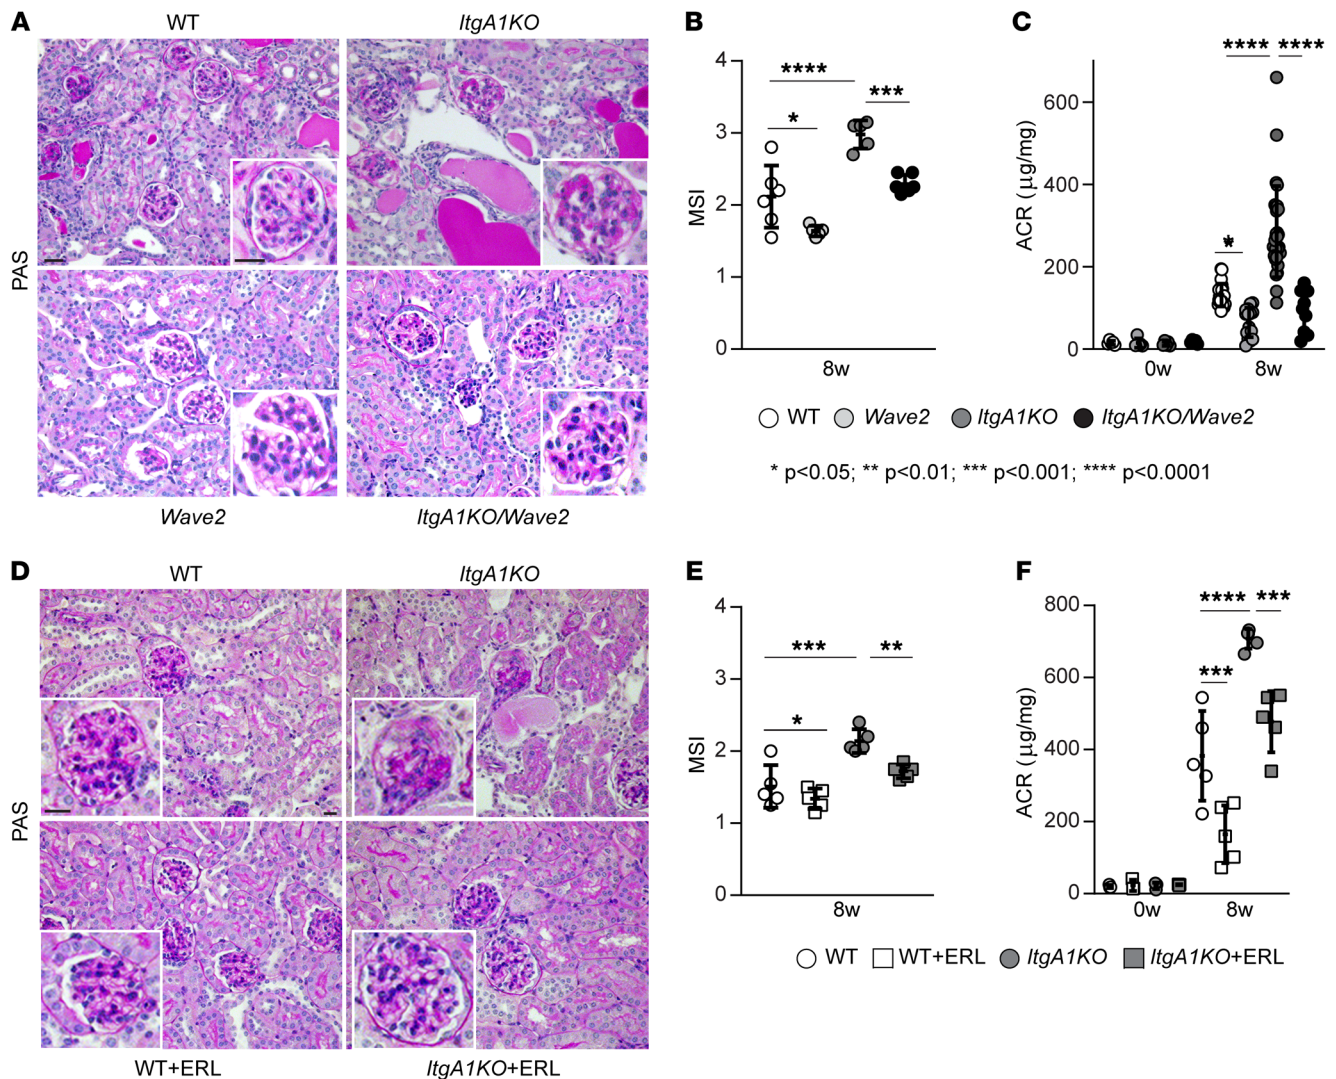 A
WT
ItgA1KO
PAS
Wave2
ItgA1KO/Wave2
B
MSI
4
3
2
1
0
****
***
*
8w
C
ACR (µg/mg)
600
400
200
0
**** ****
*
0w 8w
WT Wave2 ItgA1KO ItgA1KO/Wave2
* p<0.05; ** p<0.01; *** p<0.001; **** p<0.0001
D
WT
ItgA1KO
PAS
WT+ERL
ItgA1KO+ERL
E
MSI
4
3
2
1
0
*** **
*
8w
F
ACR (µg/mg)
800
600
400
200
0
**** ***
***
0w 8w
WT WT+ERL ItgA1KO ItgA1KO+ERL